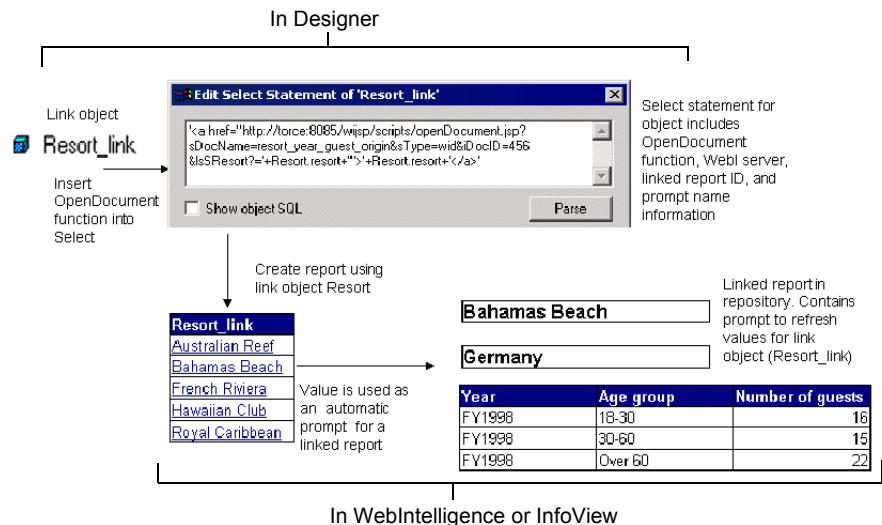 In Designer
Link object
Resort_link
Insert
OpenDocument
function into
Select
Edit Select Statement of 'Resort_link'
'<a href="http://torce:8085/wijsp/scripts/openDocument.jsp?
sDocName=resort_year_guest_origin&sType=wid&iDocID=456
&lsSResort?='+Resort.resort+'">'+Resort.resort+'</a>'
Show object SQL
Parse
Select statement for
object includes
OpenDocument
function, WebI server,
linked report ID, and
prompt name
information
Create report using
link object Resort
Resort_link
Australian Reef
Bahamas Beach
French Riviera
Hawaiian Club
Royal Caribbean
Value is used as
an automatic
prompt for a
linked report
Bahamas Beach
Germany
Linked report in
repository. Contains
prompt to refresh
values for link
object (Resort_link)
Year Age group Number of guests
FY1998 18-30 16
FY1998 30-60 15
FY1998 Over 60 22
In WebIntelligence or InfoView